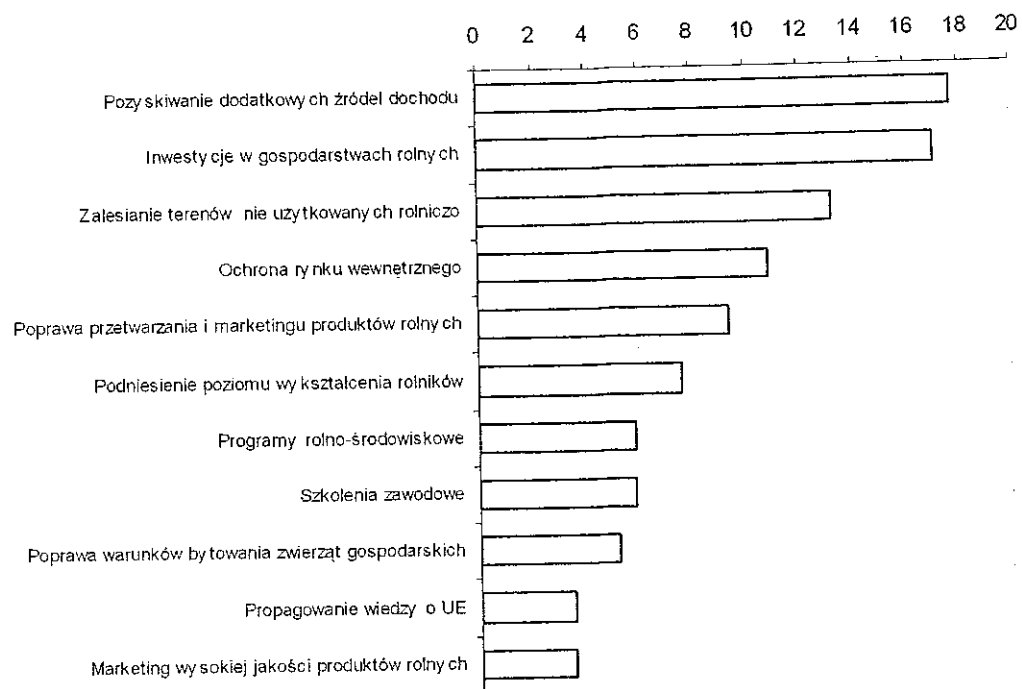 0 2 4 6 8 10 12 14 16 18 20
Pozyskiwanie dodatkowych źródeł dochodu
Inwestycje w gospodarstwach rolnych
Zalesianie terenów nie użytkowanych rolniczo
Ochrona rynku wewnętrznego
Poprawa przetwarzania i marketingu produktów rolnych
Podniesienie poziomu wykształcenia rolników
Programy rolno-środowiskowe
Szkolenia zawodowe
Poprawa warunków bytowania zwierząt gospodarskich
Propagowanie wiedzy o UE
Marketing wysokiej jakości produktów rolnych